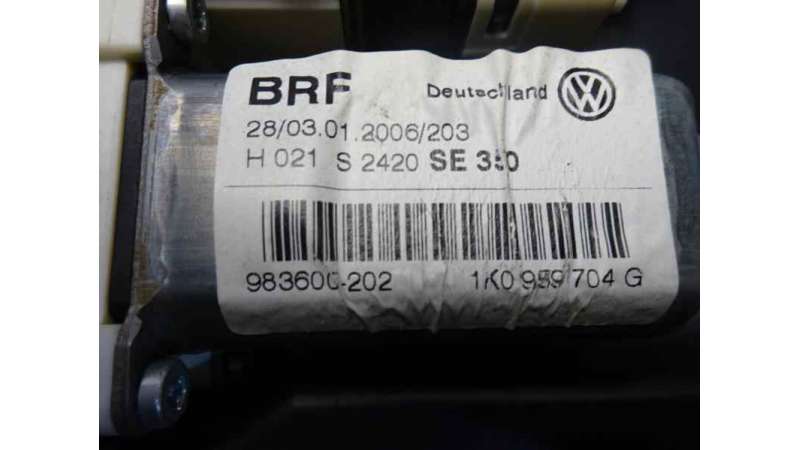 BRF Deutschland
28/03.01.2006/203
H 021 S 2420 SE 350
983600-202 1K0 959 704 G